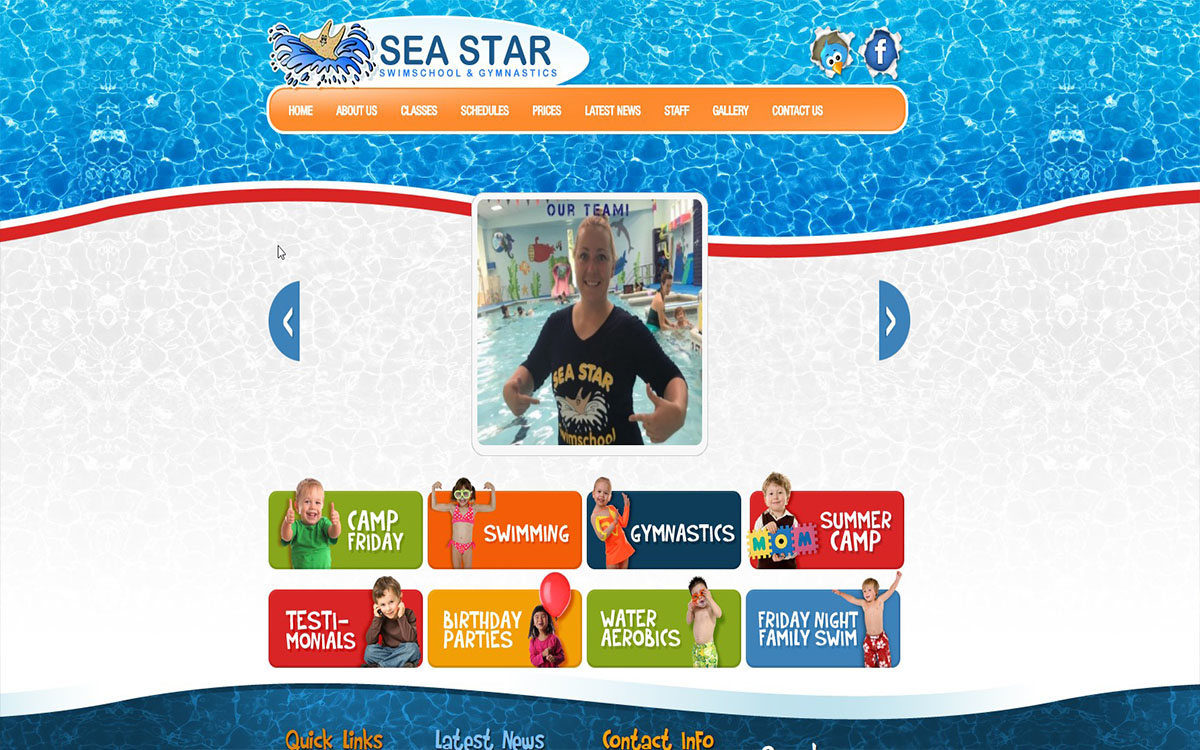 SEA STAR
SWIMSCHOOL & GYMNASTICS
f
HOME ABOUT US CLASSES SCHEDULES PRICES LATEST NEWS STAFF GALLERY CONTACT US
OUR TEAM!
SEA STAR
swimschool
CAMP
FRIDAY
SWIMMING
GYMNASTICS
MOM
SUMMER
CAMP
TESTI-
MONIALS
BIRTHDAY
PARTIES
WATER
AEROBICS
FRIDAY NIGHT
FAMILY SWIM
Quick Links
Latest News
Contact Info